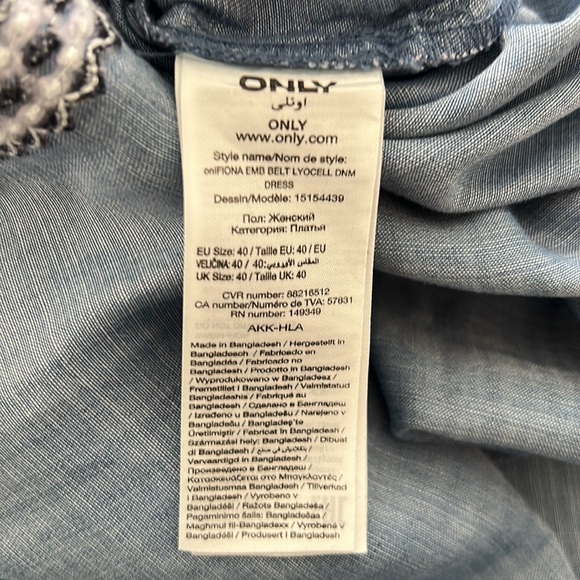 ONLY
اونلي
ONLY
www.only.com
Style name/Nom de style:
onlFIONA EMB BELT LYOCELL DNM
DRESS
Dessin/Modèle: 15154439
Пол: Женский
Категория: Платья
EU Size: 40 / Taille EU: 40 / EU
VELIČINA: 40 / 40 :المقاس الأوروبي
UK Size: 40 / Taille UK: 40
CVR number: 88216512
CA number/Numéro de TVA: 57831
RN number: 149349
AKK-HLA
Made in Bangladesh / Hergestellt in
Bangladesch / Fabricado en
Bangladés / Fabricado no
Bangladesh / Prodotto in Bangladesh
/ Wyprodukowano w Bangladesz /
Fremstillet i Bangladesh / Valmistatud
Bangladeshis / Fabriqué au
Bangladesh / Сделано в Бангладеш
/ Izrađeno u Bangladešu / Narejeno v
Bangladešu / Bangladeş'te
Üretilmiştir / Fabricat în Bangladesh /
Származási hely: Bangladesh / Dibuat
di Bangladesh / صنع في بنغلاديش /
Vervaardigd in Bangladesh /
Произведено в Бангладеш /
Κατασκευάζεται στο Μπαγκλαντές /
Valmistusmaa Bangladesh / Tillverkad
i Bangladesh / Vyrobeno v
Bangladéši / Ražots Bangladeša /
Pagaminimo šalis: Bangladesh /
Maghmul fil-Bangladexx / Vyrobené v
Bangladéši / Produsert i Bangladesh